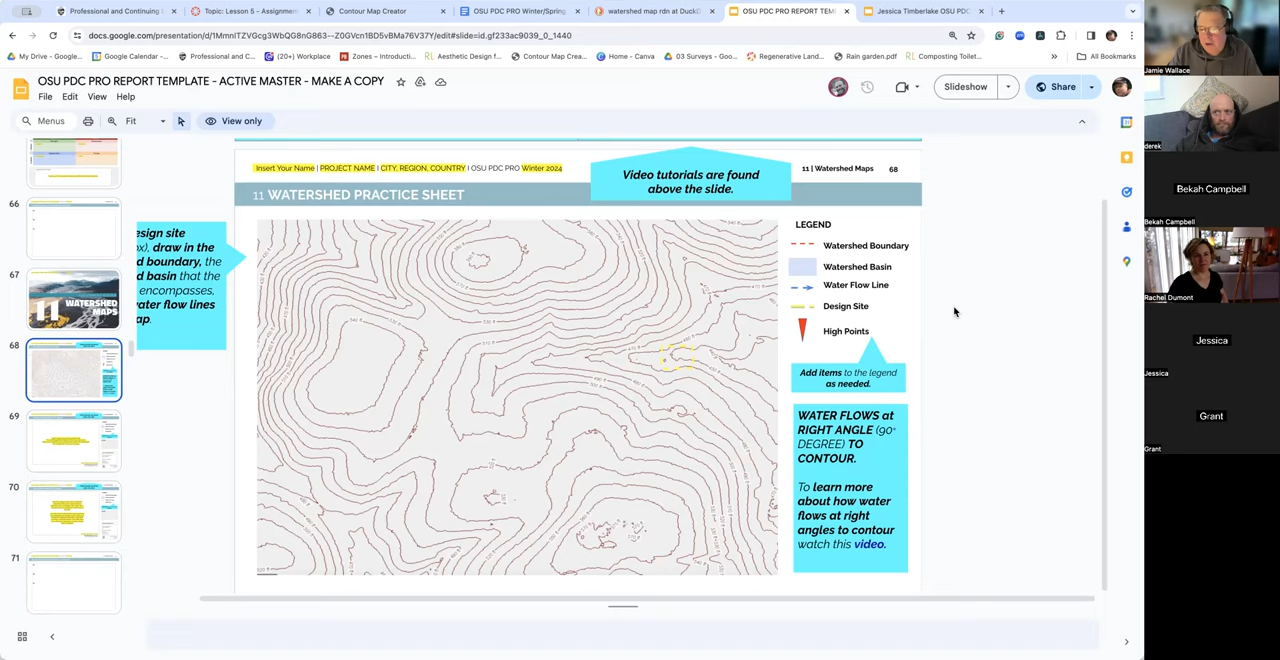 Professional and Continuing
Topic: Lesson 5 - Assignmen
Contour Map Creator
OSU PDC PRO Winter/Spring
watershed map rdn at DuckD
OSU PDC PRO REPORT TEM
Jessica Timberlake OSU PDC
docs.google.com/presentation/d/1MmnITZVGcg3WbQG8nG863--Z0GVcn1BD5vBMa76V37Y/edit#slide=id.gf23b3c9039_0_1440
My Drive - Google...
Google Calendar -...
Professional and C...
(20+) Workplace
Zones – Introducti...
Aesthetic Design f...
Contour Map Crea...
Home - Canva
03 Surveys - Goog...
Regenerative Land...
Rain garden.pdf
Composting Toilet...
All Bookmarks
OSU PDC PRO REPORT TEMPLATE - ACTIVE MASTER - MAKE A COPY
File Edit View Help
Slideshow
Share
Menus
Fit
View only
66
67
11 WATERSHED MAPS
68
69
70
71
Insert Your Name | PROJECT NAME | CITY, REGION, COUNTRY | OSU PDC PRO Winter 2024
11 | Watershed Maps 68
Video tutorials are found
above the slide.
11 WATERSHED PRACTICE SHEET
esign site
ox), draw in the
d boundary, the
d basin that the
encompasses.
ater flow lines
ap.
LEGEND
Watershed Boundary
Watershed Basin
Water Flow Line
Design Site
High Points
Add items to the legend
as needed.
WATER FLOWS at
RIGHT ANGLE (90°
DEGREE) TO
CONTOUR.
To learn more
about how water
flows at right
angles to contour
watch this video.
Jamie Wallace
derek
Bekah Campbell
Bekah Campbell
Rachel Dumont
Jessica
Jessica
Grant
Grant